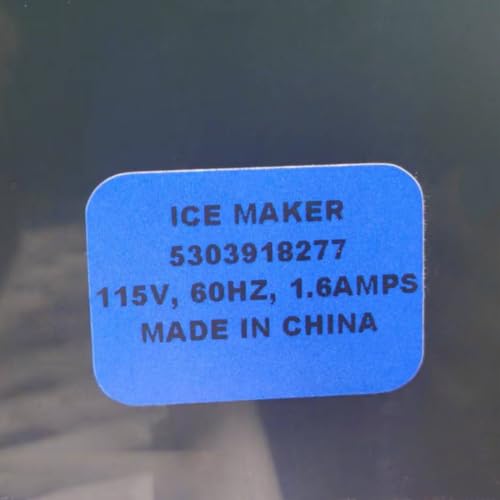 ICE MAKER
5303918277
115V, 60HZ, 1.6AMPS
MADE IN CHINA